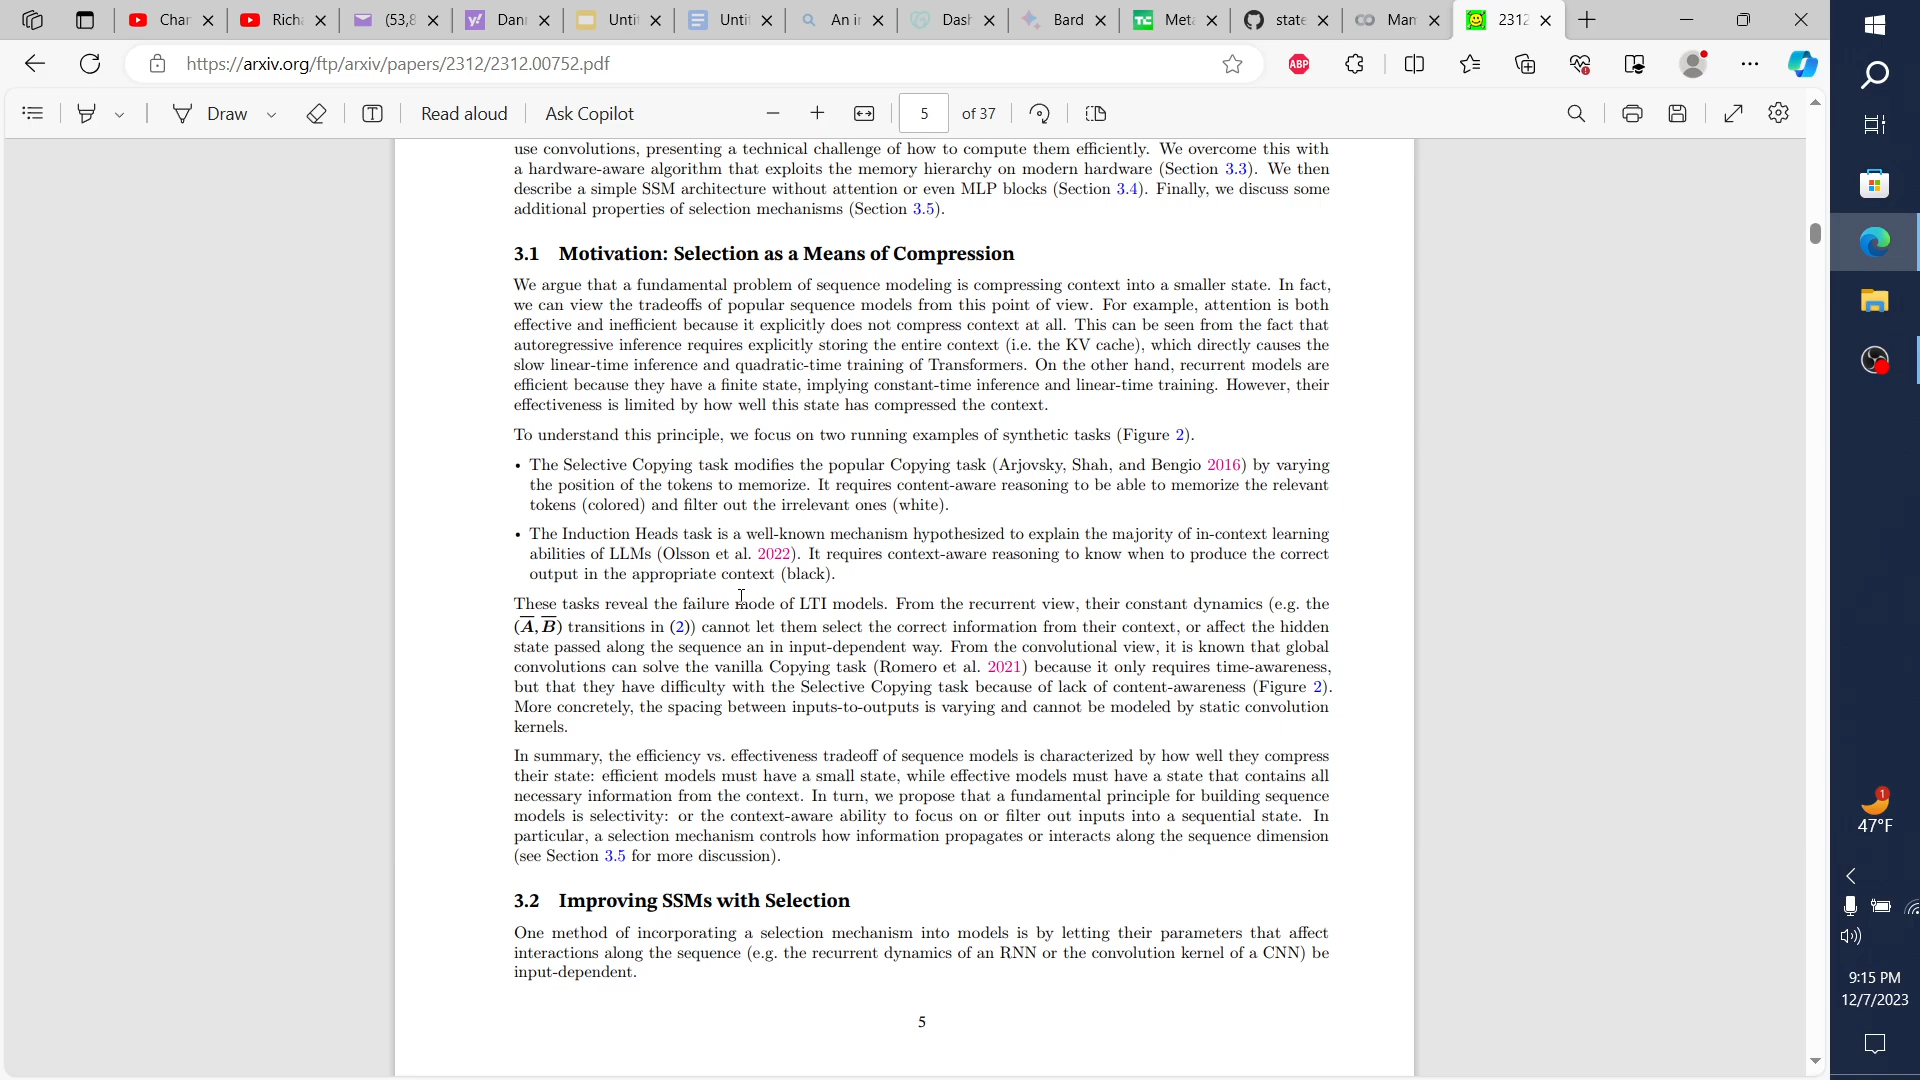 Char
Rich
(53,8
Danr
Unti
Unti
An ir
Dash
Bard
Meta
state
Mam
2312
https://arxiv.org/ftp/arxiv/papers/2312/2312.00752.pdf
ABP
Draw
Read aloud
Ask Copilot
5
of 37
use convolutions, presenting a technical challenge of how to compute them efficiently. We overcome this with
a hardware-aware algorithm that exploits the memory hierarchy on modern hardware (Section 3.3). We then
describe a simple SSM architecture without attention or even MLP blocks (Section 3.4). Finally, we discuss some
additional properties of selection mechanisms (Section 3.5).
3.1 Motivation: Selection as a Means of Compression
We argue that a fundamental problem of sequence modeling is compressing context into a smaller state. In fact,
we can view the tradeoffs of popular sequence models from this point of view. For example, attention is both
effective and inefficient because it explicitly does not compress context at all. This can be seen from the fact that
autoregressive inference requires explicitly storing the entire context (i.e. the KV cache), which directly causes the
slow linear-time inference and quadratic-time training of Transformers. On the other hand, recurrent models are
efficient because they have a finite state, implying constant-time inference and linear-time training. However, their
effectiveness is limited by how well this state has compressed the context.
To understand this principle, we focus on two running examples of synthetic tasks (Figure 2).
• The Selective Copying task modifies the popular Copying task (Arjovsky, Shah, and Bengio 2016) by varying
the position of the tokens to memorize. It requires content-aware reasoning to be able to memorize the relevant
tokens (colored) and filter out the irrelevant ones (white).
• The Induction Heads task is a well-known mechanism hypothesized to explain the majority of in-context learning
abilities of LLMs (Olsson et al. 2022). It requires context-aware reasoning to know when to produce the correct
output in the appropriate context (black).
These tasks reveal the failure mode of LTI models. From the recurrent view, their constant dynamics (e.g. the
(A̅, B̅) transitions in (2)) cannot let them select the correct information from their context, or affect the hidden
state passed along the sequence an in input-dependent way. From the convolutional view, it is known that global
convolutions can solve the vanilla Copying task (Romero et al. 2021) because it only requires time-awareness,
but that they have difficulty with the Selective Copying task because of lack of content-awareness (Figure 2).
More concretely, the spacing between inputs-to-outputs is varying and cannot be modeled by static convolution
kernels.
In summary, the efficiency vs. effectiveness tradeoff of sequence models is characterized by how well they compress
their state: efficient models must have a small state, while effective models must have a state that contains all
necessary information from the context. In turn, we propose that a fundamental principle for building sequence
models is selectivity: or the context-aware ability to focus on or filter out inputs into a sequential state. In
particular, a selection mechanism controls how information propagates or interacts along the sequence dimension
(see Section 3.5 for more discussion).
3.2 Improving SSMs with Selection
One method of incorporating a selection mechanism into models is by letting their parameters that affect
interactions along the sequence (e.g. the recurrent dynamics of an RNN or the convolution kernel of a CNN) be
input-dependent.
5
1
47°F
9:15 PM
12/7/2023